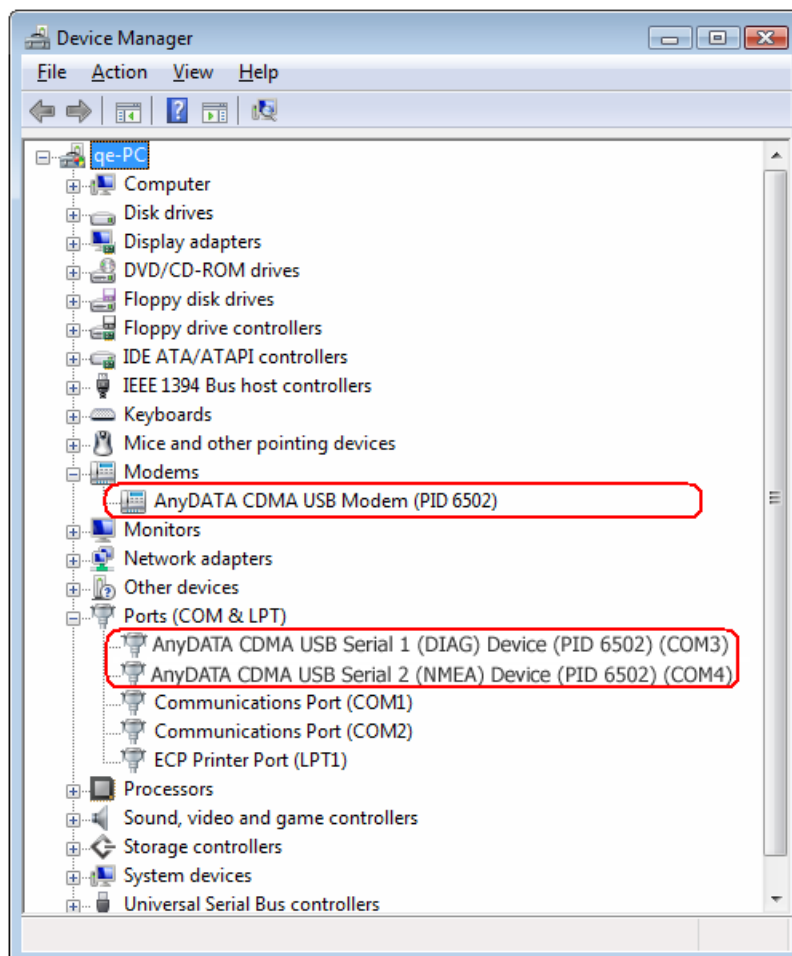 Device Manager
File Action View Help
qe-PC
Computer
Disk drives
Display adapters
DVD/CD-ROM drives
Floppy disk drives
Floppy drive controllers
IDE ATA/ATAPI controllers
IEEE 1394 Bus host controllers
Keyboards
Mice and other pointing devices
Modems
AnyDATA CDMA USB Modem (PID 6502)
Monitors
Network adapters
Other devices
Ports (COM & LPT)
AnyDATA CDMA USB Serial 1 (DIAG) Device (PID 6502) (COM3)
AnyDATA CDMA USB Serial 2 (NMEA) Device (PID 6502) (COM4)
Communications Port (COM1)
Communications Port (COM2)
ECP Printer Port (LPT1)
Processors
Sound, video and game controllers
Storage controllers
System devices
Universal Serial Bus controllers